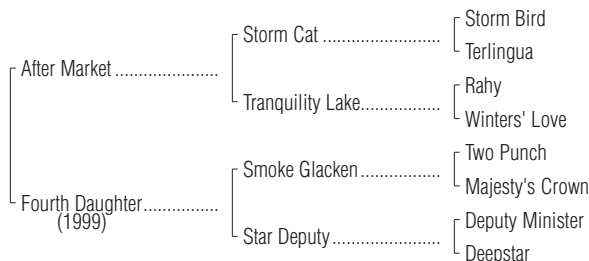 Storm Bird
Storm Cat ..........................
Terlingua
After Market .......................
Rahy
Tranquility Lake..................
Winters' Love
Two Punch
Smoke Glacken ..................
Majesty's Crown
Fourth Daughter.................
(1999)
Deputy Minister
Star Deputy ........................
Deepstar